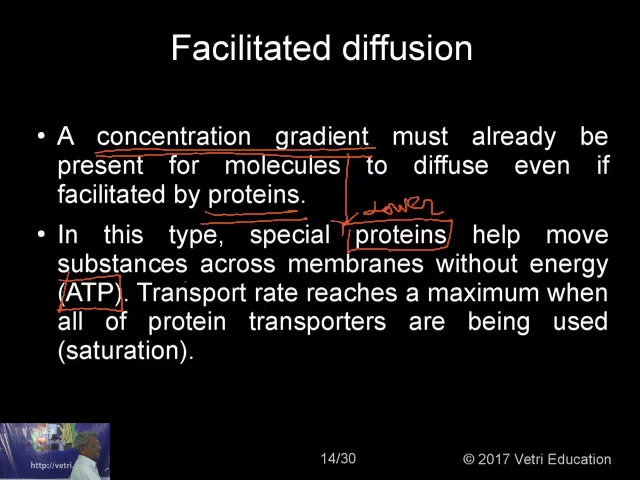 Facilitated diffusion
• A concentration gradient must already be
present for molecules to diffuse even if
facilitated by proteins.
Lower
• In this type, special proteins help move
substances across membranes without energy
(ATP). Transport rate reaches a maximum when
all of protein transporters are being used
(saturation).
http://vetri.
14/30
© 2017 Vetri Education